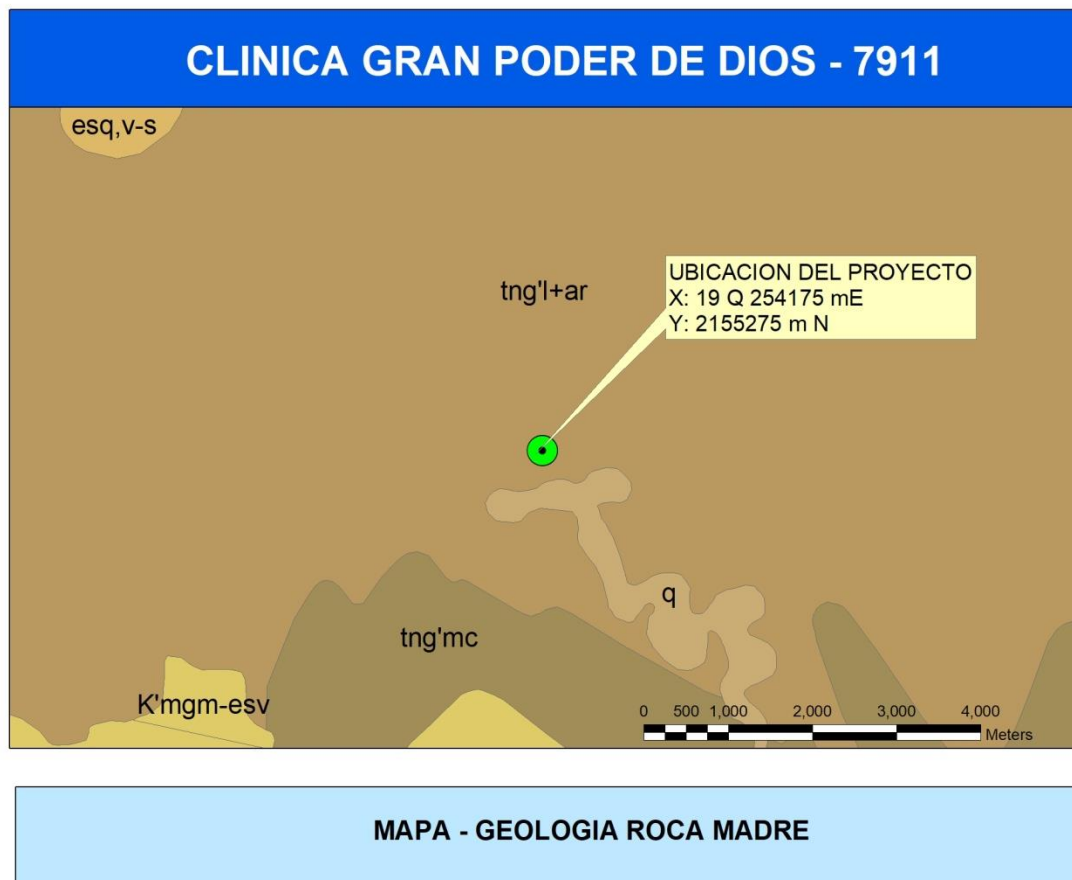 CLINICA GRAN PODER DE DIOS - 7911
esq,v-s
tng'l+ar
UBICACION DEL PROYECTO
X: 19 Q 254175 mE
Y: 2155275 m N
q
tng'mc
K'mgm-esv
0 500 1,000 2,000 3,000 4,000
Meters
MAPA - GEOLOGIA ROCA MADRE